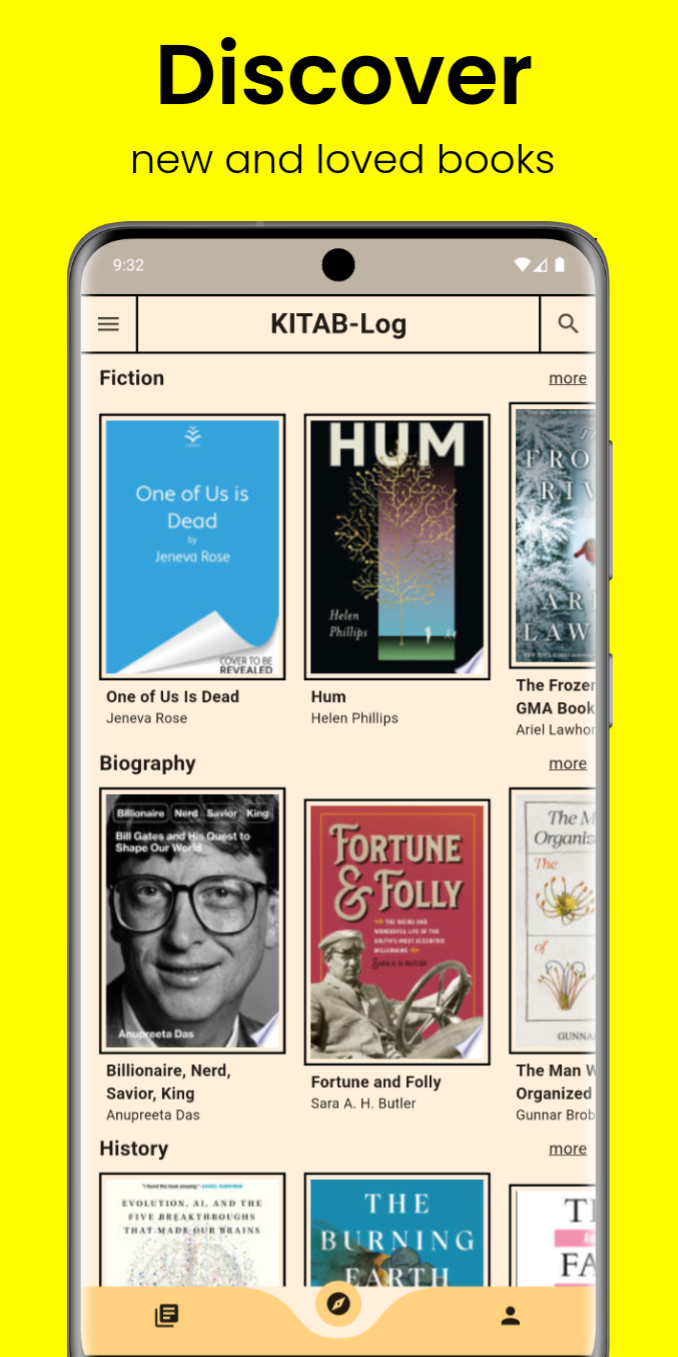 Discover
new and loved books
9:32
KITAB-Log
Fiction
more
One of Us is
Dead
by
Jeneva Rose
COVER TO BE
REVEALED
HUM
Helen
Phillips
FRO
RIV
AR
LAW
One of Us Is Dead
Jeneva Rose
Hum
Helen Phillips
The Frozen
GMA Book
Ariel Lawhon
Biography
more
Billionaire Nerd Savior King
Bill Gates and His Quest to
Shape Our World
Anupreeta Das
FORTUNE
& FOLLY
THE WEIRD AND
WONDERFUL LIFE OF THE
SOUTH'S MOST ECCENTRIC
MILLIONAIRE
SARA A. H. BUTLER
The M
Organiz
The
of
GUNNA
Billionaire, Nerd,
Savior, King
Anupreeta Das
Fortune and Folly
Sara A. H. Butler
The Man W
Organized
Gunnar Brob
History
more
EVOLUTION, AI, AND THE
FIVE BREAKTHROUGHS
THAT MADE OUR BRAINS
THE
BURNING
EARTH
T
FA